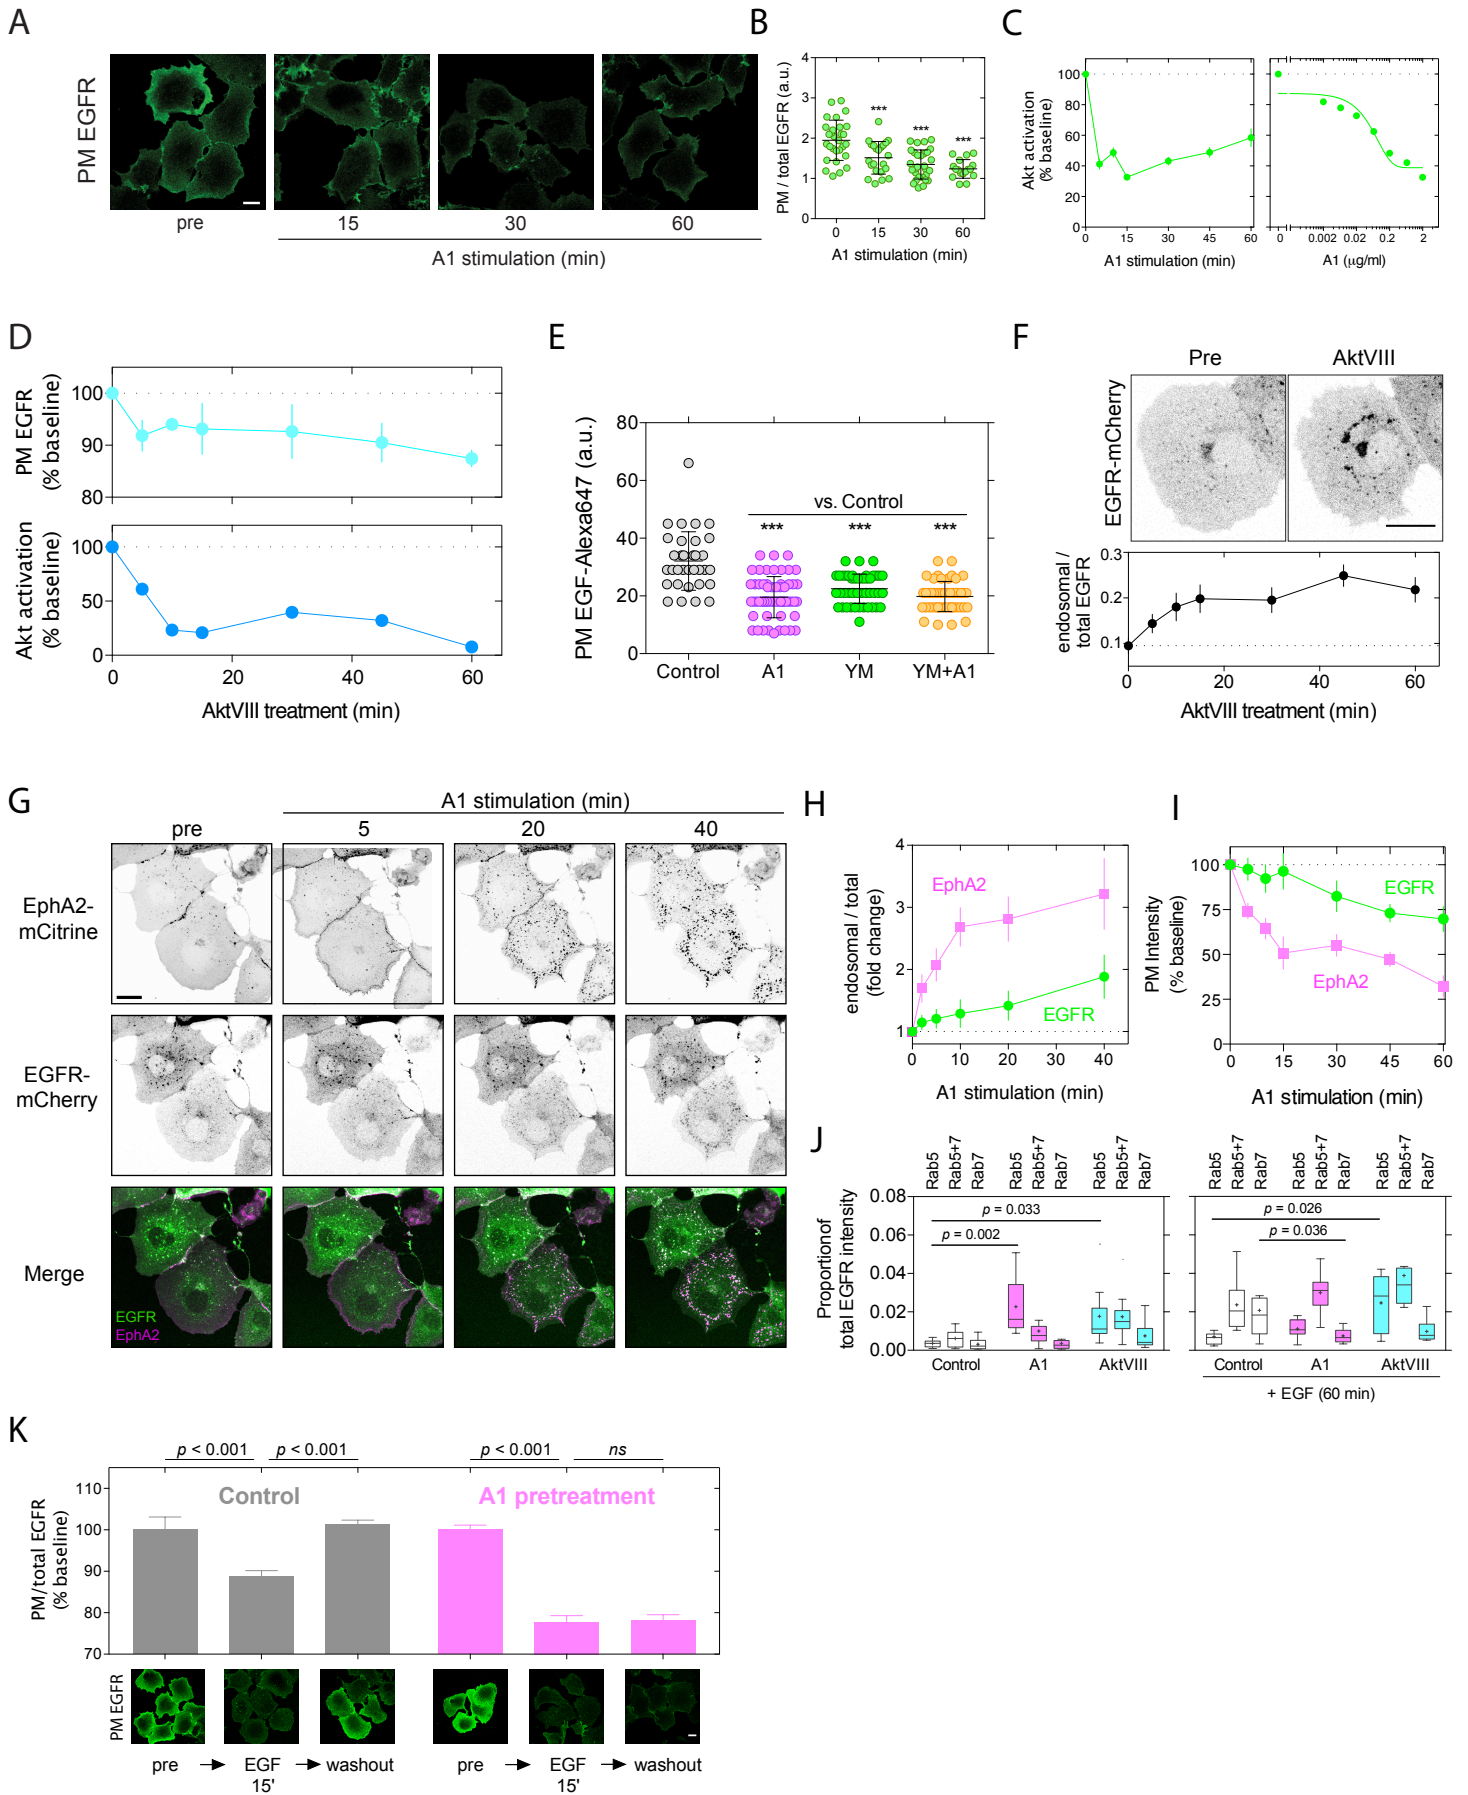 A
PM EGFR
pre
15
30
60
A1 stimulation (min)
B
PM / total EGFR (a.u.)
4
3
2
1
0
***
***
***
0
15
30
60
A1 stimulation (min)
C
Akt activation
(% baseline)
100
80
60
40
20
0
0
15
30
45
60
A1 stimulation (min)
0
0.002
0.02
0.2
2
A1 (μg/ml)
D
PM EGFR
(% baseline)
100
90
80
Akt activation
(% baseline)
100
50
0
0
20
40
60
AktVIII treatment (min)
E
PM EGF-Alexa647 (a.u.)
80
60
40
20
0
vs. Control
***
***
***
Control
A1
YM
YM+A1
F
Pre
AktVIII
EGFR-mCherry
endosomal /
total EGFR
0.3
0.2
0.1
0
20
40
60
AktVIII treatment (min)
G
A1 stimulation (min)
pre
5
20
40
EphA2-
mCitrine
EGFR-
mCherry
Merge
EGFR
EphA2
H
endosomal / total
(fold change)
4
3
2
1
EphA2
EGFR
0
10
20
30
40
A1 stimulation (min)
I
PM Intensity
(% baseline)
100
75
50
25
0
EGFR
EphA2
0
15
30
45
60
A1 stimulation (min)
J
Rab5
Rab5+7
Rab7
Rab5
Rab5+7
Rab7
Rab5
Rab5+7
Rab7
Rab5
Rab5+7
Rab7
Rab5
Rab5+7
Rab7
Rab5
Rab5+7
Rab7
Proportion of
total EGFR intensity
0.08
0.06
0.04
0.02
0.00
p = 0.033
p = 0.002
p = 0.026
p = 0.036
Control
A1
AktVIII
Control
A1
AktVIII
+ EGF (60 min)
K
p < 0.001
p < 0.001
p < 0.001
ns
PM/total EGFR
(% baseline)
110
100
90
80
70
Control
A1 pretreatment
PM EGFR
pre
EGF
15'
washout
pre
EGF
15'
washout